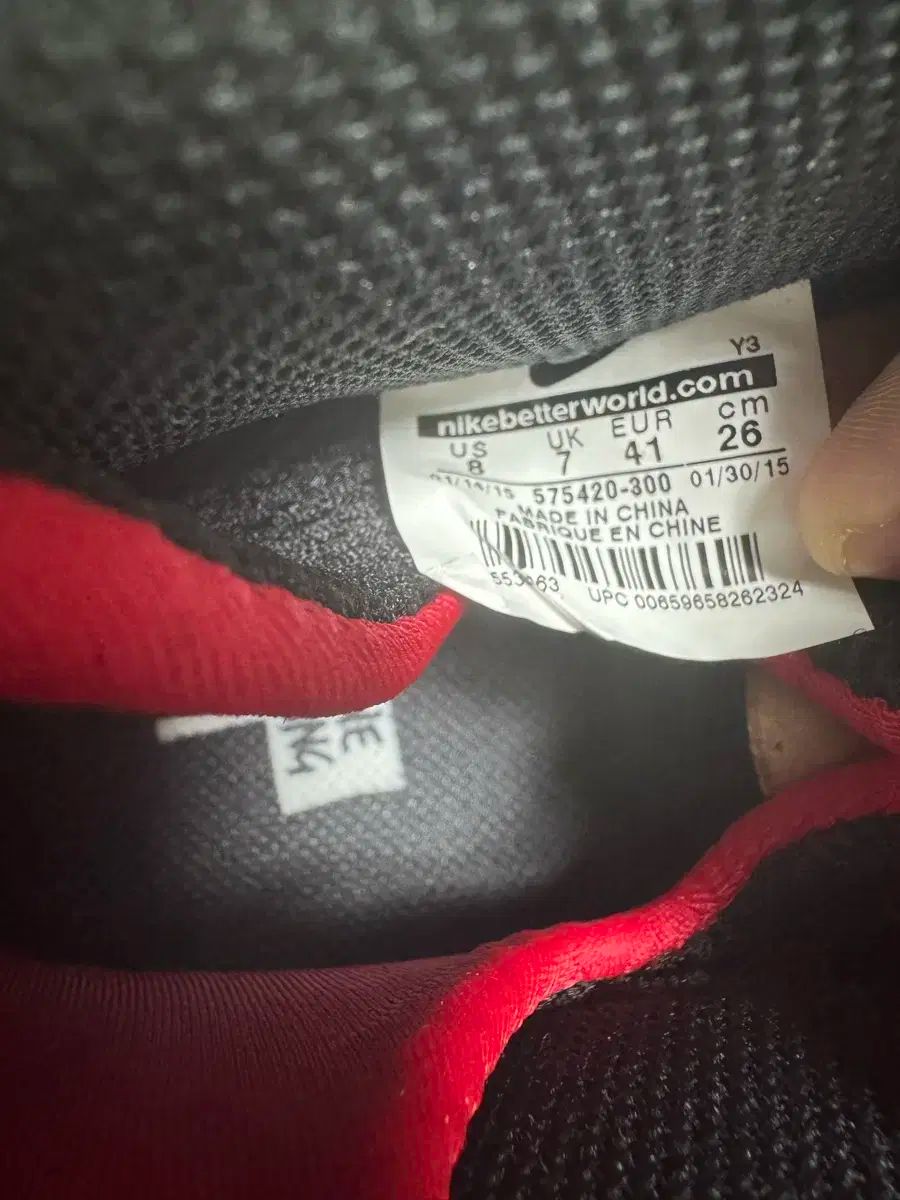 Y3
nikebetterworld.com
US UK EUR cm
8 7 41 26
575420-300 01/30/15
MADE IN CHINA
FABRIQUE EN CHINE
UPC 00659658262324